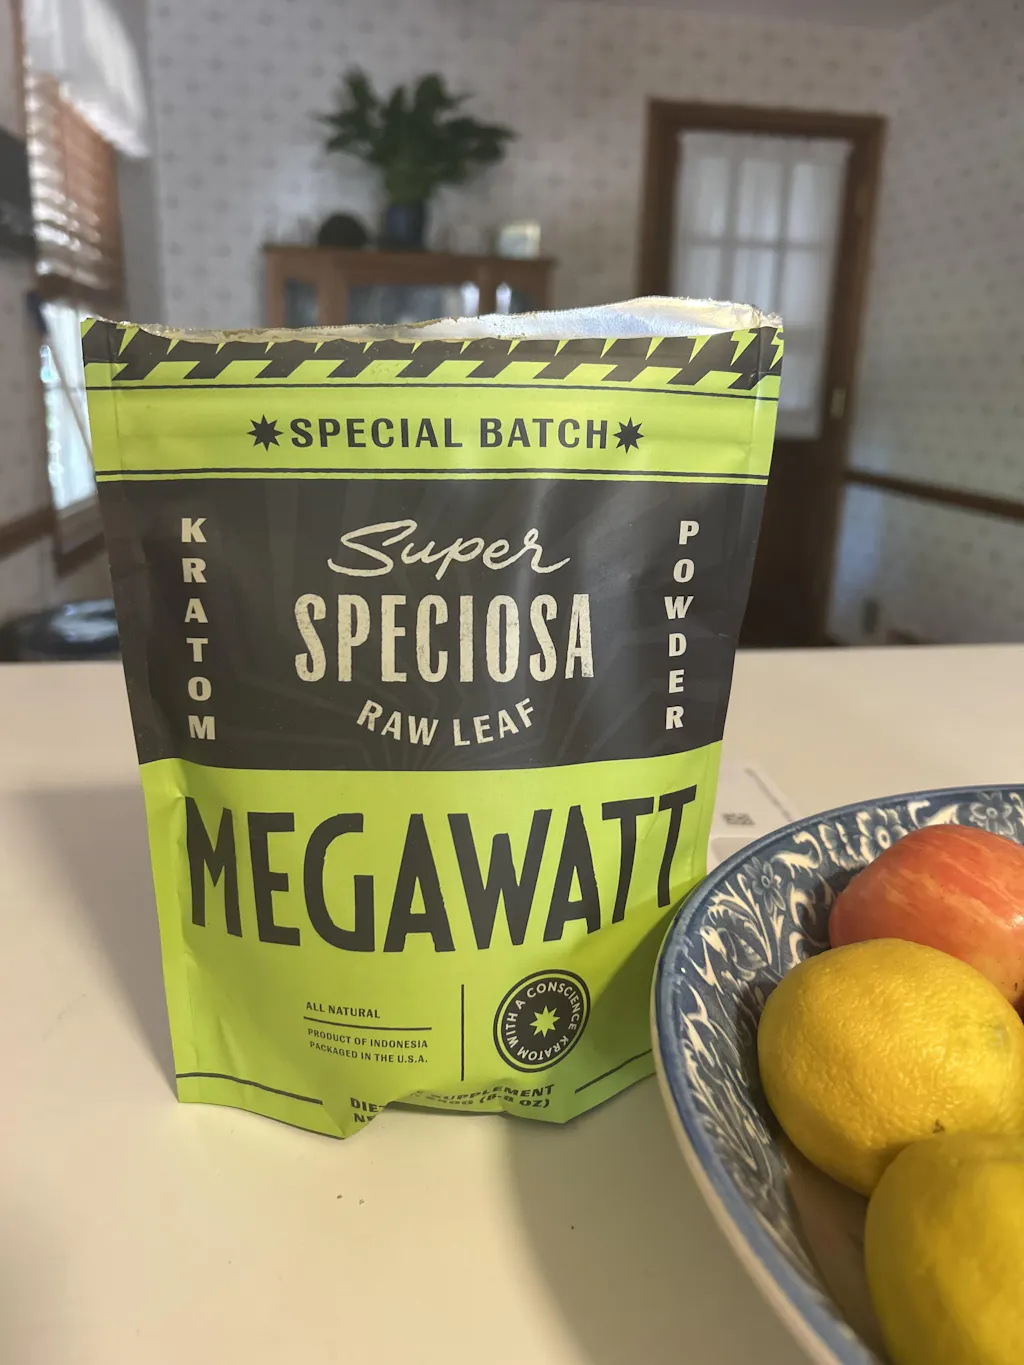 SPECIAL BATCH
KRATOM
Super
SPECIOSA
RAW LEAF
POWDER
MEGAWATT
ALL NATURAL
PRODUCT OF INDONESIA
PACKAGED IN THE U.S.A.
KRATOM WITH A CONSCIENCE
SUPPLEMENT
OZ)